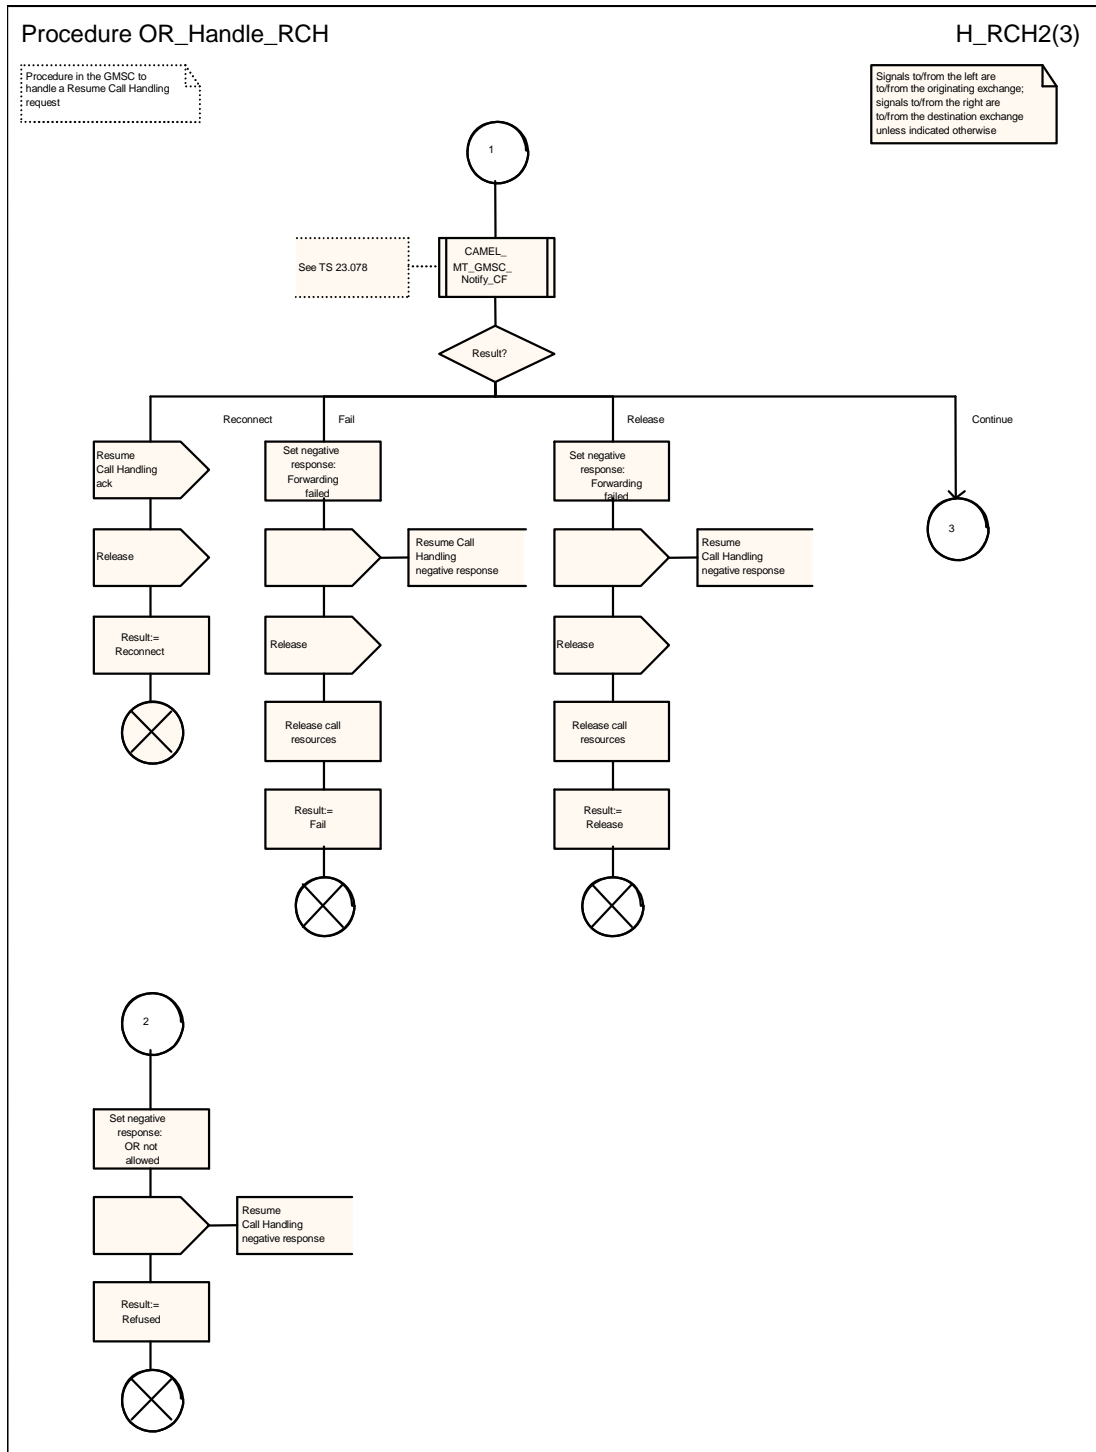 Procedure OR_Handle_RCH
H_RCH2(3)
Procedure in the GMSC to
handle a Resume Call Handling
request
Signals to/from the left are
to/from the originating exchange;
signals to/from the right are
to/from the destination exchange
unless indicated otherwise
1
See TS 23.078
CAMEL_
MT_GMSC_
Notify_CF
Result?
Reconnect
Fail
Release
Continue
Resume
Call Handling
ack
Release
Result:=
Reconnect
Set negative
response:
Forwarding
failed
Resume Call
Handling
negative response
Release
Release call
resources
Result:=
Fail
Set negative
response:
Forwarding
failed
Resume
Call Handling
negative response
Release
Release call
resources
Result:=
Release
3
2
Set negative
response:
OR not
allowed
Resume
Call Handling
negative response
Result:=
Refused